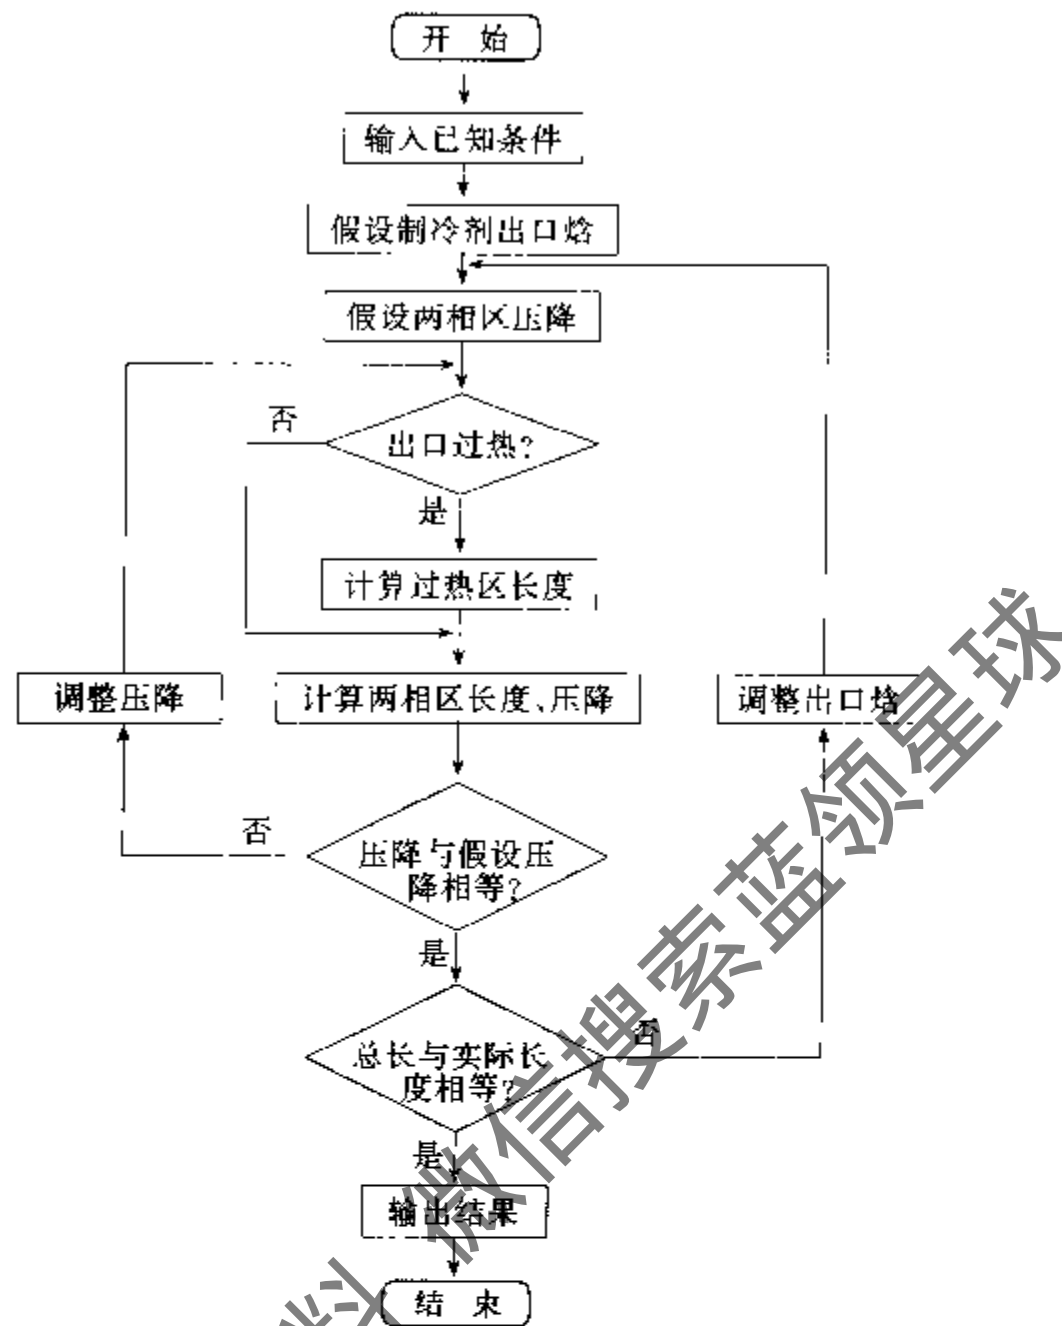 开 始
输入已知条件
假设制冷剂出口焓
假设两相区压降
否
出口过热?
是
计算过热区长度
调整压降
计算两相区长度、压降
调整出口焓
否
压降与假设压
降相等?
是
否
总长与实际长
度相等?
是
输出结果
结 束
料 微信搜索蓝领星球